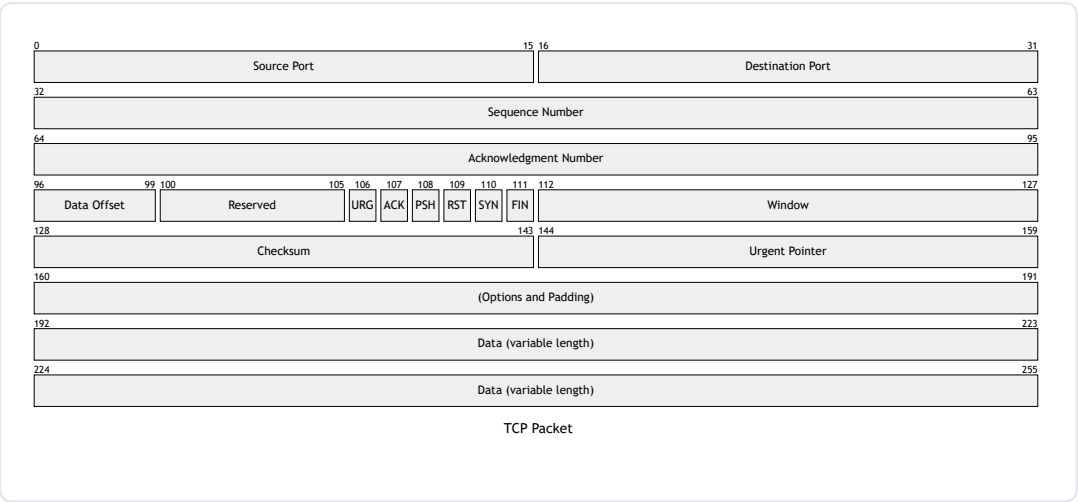 0 15 16 31
Source Port Destination Port
32 63
Sequence Number
64 95
Acknowledgment Number
96 99 100 105 106 107 108 109 110 111 112 127
Data Offset Reserved URG ACK PSH RST SYN FIN Window
128 143 144 159
Checksum Urgent Pointer
160 191
(Options and Padding)
192 223
Data (variable length)
224 255
Data (variable length)
TCP Packet